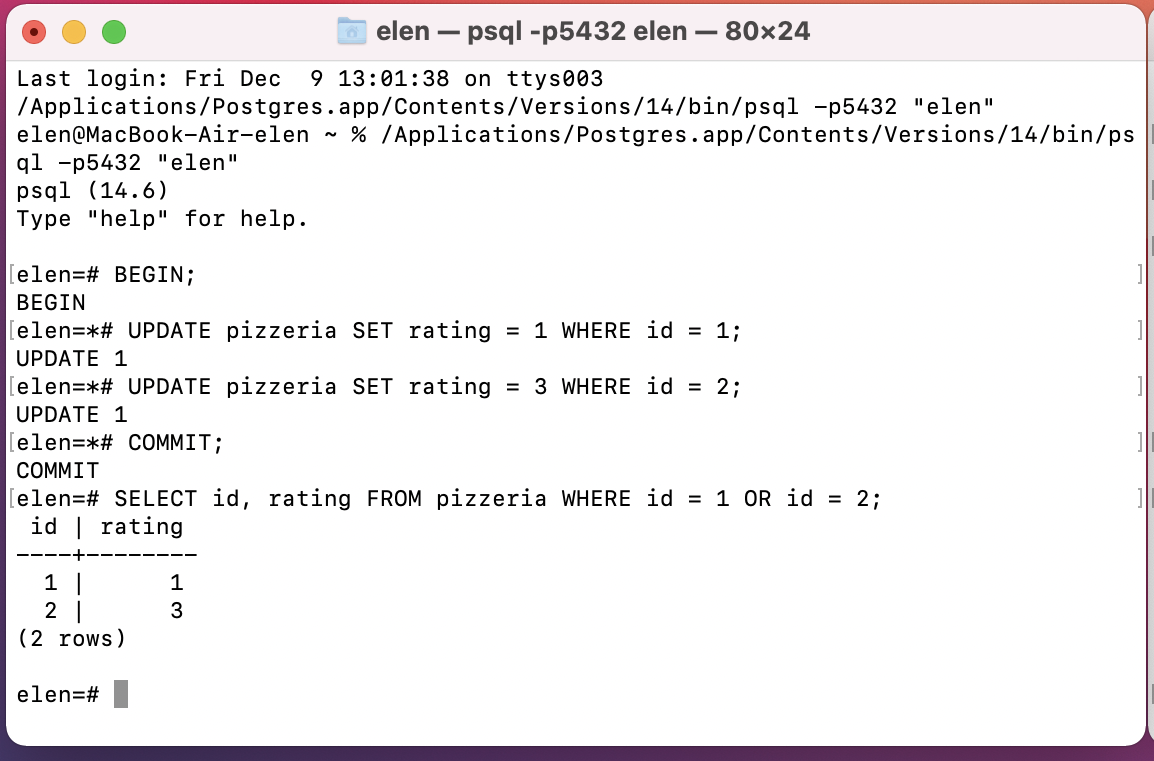 elen — psql -p5432 elen — 80×24
Last login: Fri Dec  9 13:01:38 on ttys003
/Applications/Postgres.app/Contents/Versions/14/bin/psql -p5432 "elen"
elen@MacBook-Air-elen ~ % /Applications/Postgres.app/Contents/Versions/14/bin/ps
ql -p5432 "elen"
psql (14.6)
Type "help" for help.

[elen=# BEGIN;                                                                  ]
BEGIN
[elen=*# UPDATE pizzeria SET rating = 1 WHERE id = 1;                           ]
UPDATE 1
[elen=*# UPDATE pizzeria SET rating = 3 WHERE id = 2;                           ]
UPDATE 1
[elen=*# COMMIT;                                                                ]
COMMIT
[elen=# SELECT id, rating FROM pizzeria WHERE id = 1 OR id = 2;                 ]
 id | rating
----+--------
  1 |      1
  2 |      3
(2 rows)

elen=#